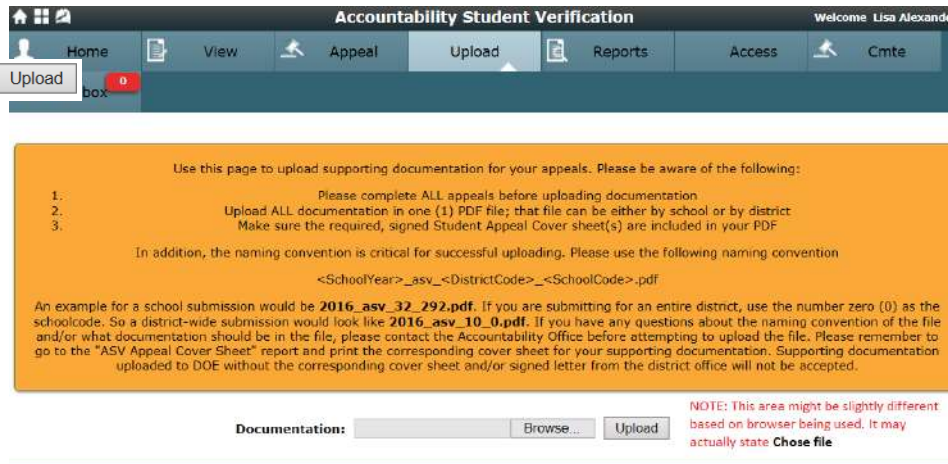 Accountability Student Verification
Welcome Lisa Alexande
Home View Appeal Upload Reports Access Cmte
Upload
box 0
Use this page to upload supporting documentation for your appeals. Please be aware of the following:
1. Please complete ALL appeals before uploading documentation
2. Upload ALL documentation in one (1) PDF file; that file can be either by school or by district
3. Make sure the required, signed Student Appeal Cover sheet(s) are included in your PDF
In addition, the naming convention is critical for successful uploading. Please use the following naming convention
<SchoolYear>_asv_<DistrictCode>_<SchoolCode>.pdf
An example for a school submission would be 2016_asv_32_292.pdf. If you are submitting for an entire district, use the number zero (0) as the
schoolcode. So a district-wide submission would look like 2016_asv_10_0.pdf. If you have any questions about the naming convention of the file
and/or what documentation should be in the file, please contact the Accountability Office before attempting to upload the file. Please remember to
go to the "ASV Appeal Cover Sheet" report and print the corresponding cover sheet for your supporting documentation. Supporting documentation
uploaded to DOE without the corresponding cover sheet and/or signed letter from the district office will not be accepted.
Documentation: Browse... Upload
NOTE: This area might be slightly different
based on browser being used. It may
actually state Chose file